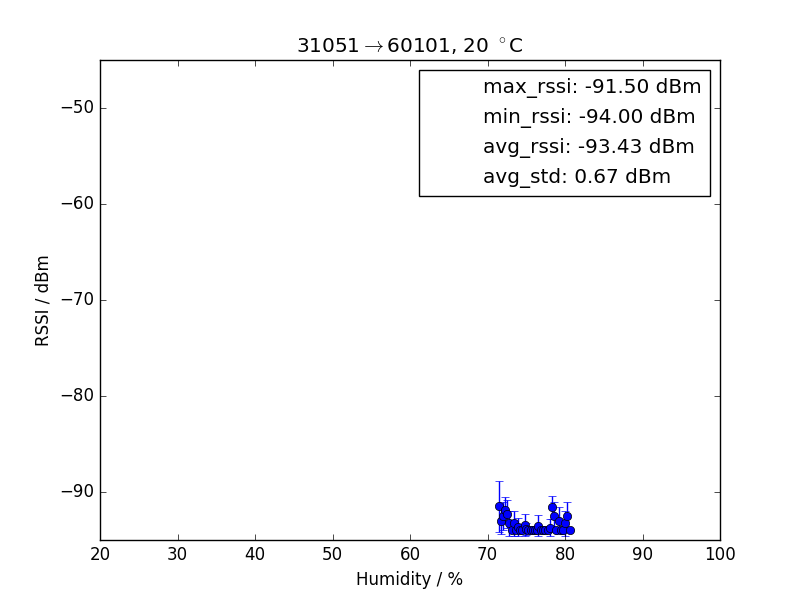 31051→60101, 20 °C
max_rssi: -91.50 dBm
min_rssi: -94.00 dBm
avg_rssi: -93.43 dBm
avg_std: 0.67 dBm
−50
−60
−70
−80
−90
RSSI / dBm
20 30 40 50 60 70 80 90 100
Humidity / %